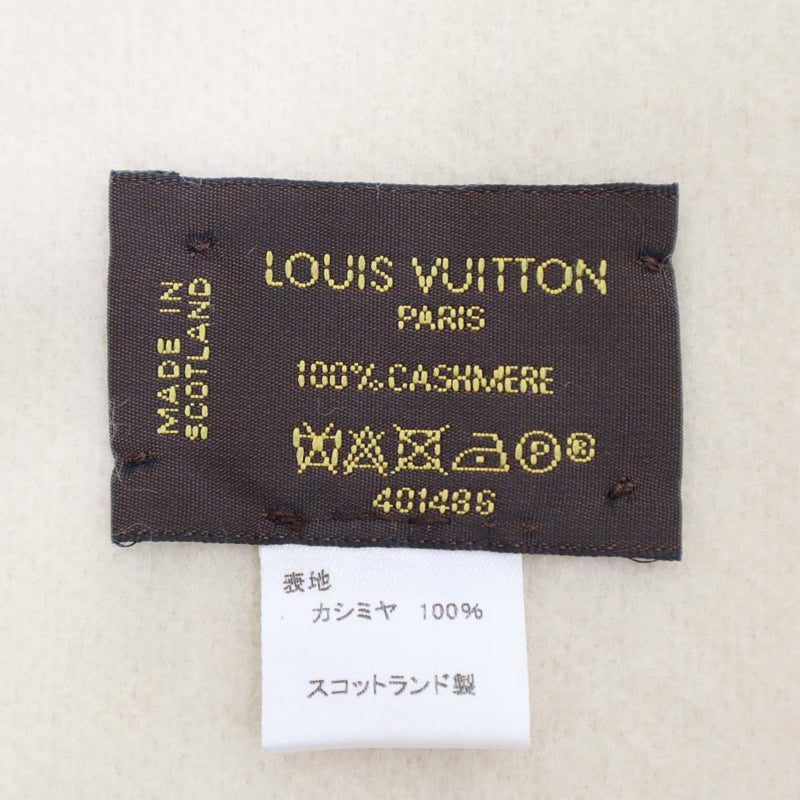 LOUIS VUITTON
PARIS
100% CASHMERE
P®
40148S
MADE IN
SCOTLAND
表地
カシミヤ 100%
スコットランド製